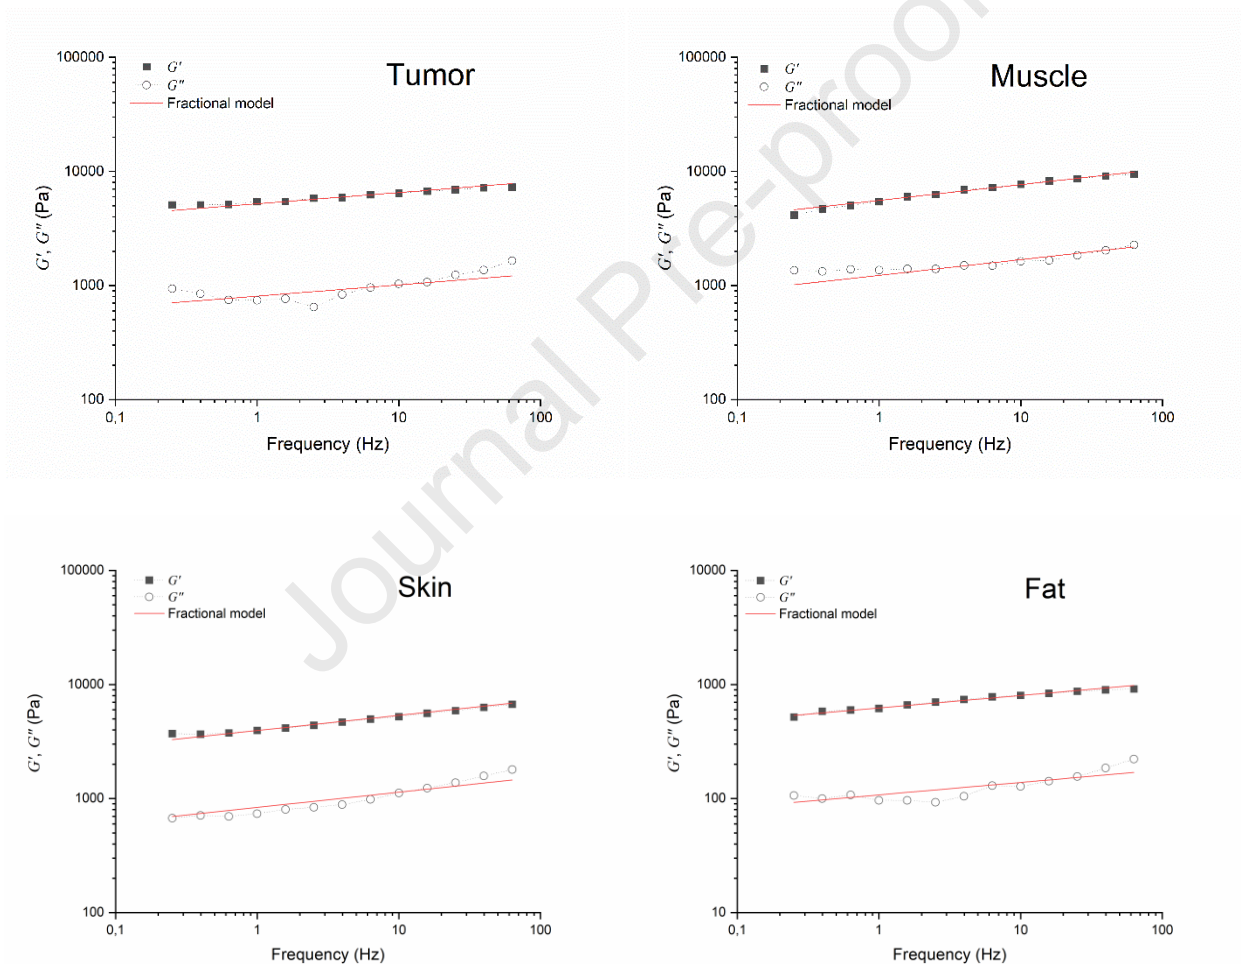 Journal Pre-proof
Tumor
G'
G"
Fractional model
100000
10000
1000
100
G', G" (Pa)
0,1
1
10
100
Frequency (Hz)
Muscle
G'
G"
Fractional model
100000
10000
1000
100
G', G" (Pa)
0,1
1
10
100
Frequency (Hz)
Skin
G'
G"
Fractional model
100000
10000
1000
100
G', G" (Pa)
0,1
1
10
100
Frequency (Hz)
Fat
G'
G"
Fractional model
10000
1000
100
10
G', G" (Pa)
0,1
1
10
100
Frequency (Hz)